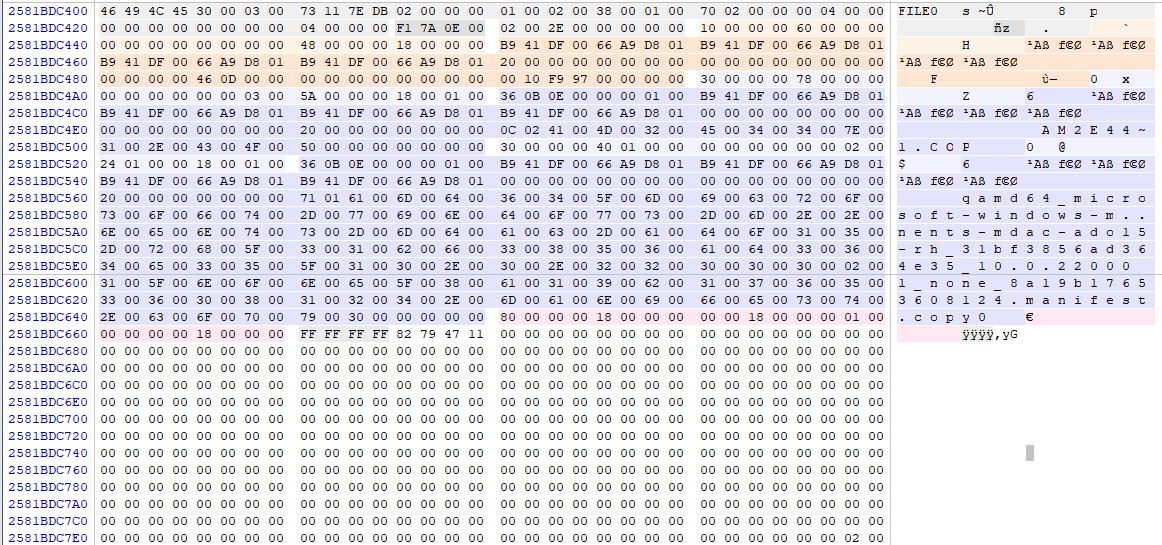 2581BDC400 46 49 4C 45 30 00 03 00 73 11 7E DB 02 00 00 00 01 00 02 00 38 00 01 00 70 02 00 00 00 04 00 00 FILE0 s ~Û 8 p
2581BDC420 00 00 00 00 00 00 00 00 04 00 00 00 F1 7A 0E 00 02 00 2E 00 00 00 00 00 10 00 00 00 60 00 00 00 ñz . `
2581BDC440 00 00 00 00 00 00 00 00 48 00 00 00 18 00 00 00 B9 41 DF 00 66 A9 D8 01 B9 41 DF 00 66 A9 D8 01 H ¹Aß f©Ø ¹Aß f©Ø
2581BDC460 B9 41 DF 00 66 A9 D8 01 B9 41 DF 00 66 A9 D8 01 20 00 00 00 00 00 00 00 00 00 00 00 00 00 00 00 ¹Aß f©Ø ¹Aß f©Ø
2581BDC480 00 00 00 00 46 0D 00 00 00 00 00 00 00 00 00 00 00 10 F9 97 00 00 00 00 30 00 00 00 78 00 00 00 F ù— 0 x
2581BDC4A0 00 00 00 00 00 00 03 00 5A 00 00 00 18 00 01 00 36 0B 0E 00 00 00 01 00 B9 41 DF 00 66 A9 D8 01 Z 6 ¹Aß f©Ø
2581BDC4C0 B9 41 DF 00 66 A9 D8 01 B9 41 DF 00 66 A9 D8 01 B9 41 DF 00 66 A9 D8 01 00 00 00 00 00 00 00 00 ¹Aß f©Ø ¹Aß f©Ø ¹Aß f©Ø
2581BDC4E0 00 00 00 00 00 00 00 00 20 00 00 00 00 00 00 00 0C 02 41 00 4D 00 32 00 45 00 34 00 34 00 7E 00 A M 2 E 4 4 ~
2581BDC500 31 00 2E 00 43 00 4F 00 50 00 00 00 00 00 00 00 30 00 00 00 40 01 00 00 00 00 00 00 00 00 02 00 1 . C O P 0 @
2581BDC520 24 01 00 00 18 00 01 00 36 0B 0E 00 00 00 01 00 B9 41 DF 00 66 A9 D8 01 B9 41 DF 00 66 A9 D8 01 $ 6 ¹Aß f©Ø ¹Aß f©Ø
2581BDC540 B9 41 DF 00 66 A9 D8 01 B9 41 DF 00 66 A9 D8 01 00 00 00 00 00 00 00 00 00 00 00 00 00 00 00 00 ¹Aß f©Ø ¹Aß f©Ø
2581BDC560 20 00 00 00 00 00 00 00 71 01 61 00 6D 00 64 00 36 00 34 00 5F 00 6D 00 69 00 63 00 72 00 6F 00 q a m d 6 4 _ m i c r o
2581BDC580 73 00 6F 00 66 00 74 00 2D 00 77 00 69 00 6E 00 64 00 6F 00 77 00 73 00 2D 00 6D 00 2E 00 2E 00 s o f t - w i n d o w s - m . .
2581BDC5A0 6E 00 65 00 6E 00 74 00 73 00 2D 00 6D 00 64 00 61 00 63 00 2D 00 61 00 64 00 6F 00 31 00 35 00 n e n t s - m d a c - a d o 1 5
2581BDC5C0 2D 00 72 00 68 00 5F 00 33 00 31 00 62 00 66 00 33 00 38 00 35 00 36 00 61 00 64 00 33 00 36 00 - r h _ 3 1 b f 3 8 5 6 a d 3 6
2581BDC5E0 34 00 65 00 33 00 35 00 5F 00 31 00 30 00 2E 00 30 00 2E 00 32 00 32 00 30 00 30 00 30 00 02 00 4 e 3 5 _ 1 0 . 0 . 2 2 0 0 0
2581BDC600 31 00 5F 00 6E 00 6F 00 6E 00 65 00 5F 00 38 00 61 00 31 00 39 00 62 00 31 00 37 00 36 00 35 00 1 _ n o n e _ 8 a 1 9 b 1 7 6 5
2581BDC620 33 00 36 00 30 00 38 00 31 00 32 00 34 00 2E 00 6D 00 61 00 6E 00 69 00 66 00 65 00 73 00 74 00 3 6 0 8 1 2 4 . m a n i f e s t
2581BDC640 2E 00 63 00 6F 00 70 00 79 00 30 00 00 00 00 00 80 00 00 00 18 00 00 00 00 00 18 00 00 00 01 00 . c o p y 0 €
2581BDC660 00 00 00 00 18 00 00 00 FF FF FF FF 82 79 47 11 00 00 00 00 00 00 00 00 00 00 00 00 00 00 00 00 ÿÿÿÿ‚yG
2581BDC680 00 00 00 00 00 00 00 00 00 00 00 00 00 00 00 00 00 00 00 00 00 00 00 00 00 00 00 00 00 00 00 00
2581BDC6A0 00 00 00 00 00 00 00 00 00 00 00 00 00 00 00 00 00 00 00 00 00 00 00 00 00 00 00 00 00 00 00 00
2581BDC6C0 00 00 00 00 00 00 00 00 00 00 00 00 00 00 00 00 00 00 00 00 00 00 00 00 00 00 00 00 00 00 00 00
2581BDC6E0 00 00 00 00 00 00 00 00 00 00 00 00 00 00 00 00 00 00 00 00 00 00 00 00 00 00 00 00 00 00 00 00
2581BDC700 00 00 00 00 00 00 00 00 00 00 00 00 00 00 00 00 00 00 00 00 00 00 00 00 00 00 00 00 00 00 00 00
2581BDC720 00 00 00 00 00 00 00 00 00 00 00 00 00 00 00 00 00 00 00 00 00 00 00 00 00 00 00 00 00 00 00 00
2581BDC740 00 00 00 00 00 00 00 00 00 00 00 00 00 00 00 00 00 00 00 00 00 00 00 00 00 00 00 00 00 00 00 00
2581BDC760 00 00 00 00 00 00 00 00 00 00 00 00 00 00 00 00 00 00 00 00 00 00 00 00 00 00 00 00 00 00 00 00
2581BDC780 00 00 00 00 00 00 00 00 00 00 00 00 00 00 00 00 00 00 00 00 00 00 00 00 00 00 00 00 00 00 00 00
2581BDC7A0 00 00 00 00 00 00 00 00 00 00 00 00 00 00 00 00 00 00 00 00 00 00 00 00 00 00 00 00 00 00 00 00
2581BDC7C0 00 00 00 00 00 00 00 00 00 00 00 00 00 00 00 00 00 00 00 00 00 00 00 00 00 00 00 00 00 00 00 00
2581BDC7E0 00 00 00 00 00 00 00 00 00 00 00 00 00 00 00 00 00 00 00 00 00 00 00 00 00 00 00 00 00 00 02 00